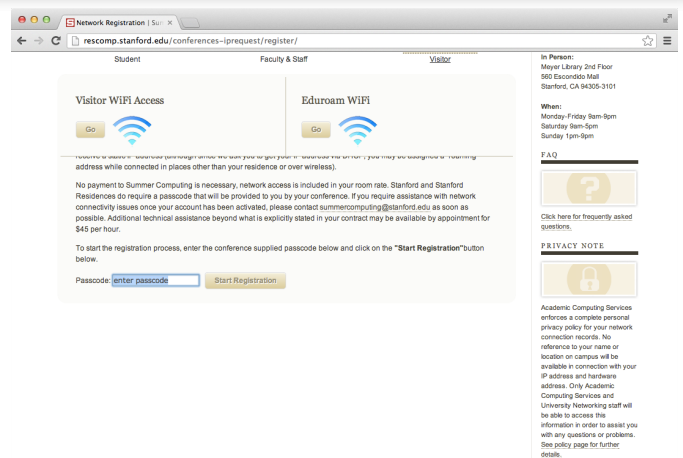 Network Registration | Sum
rescomp.stanford.edu/conferences-iprequest/register/
Student
Faculty & Staff
Visitor
Visitor WiFi Access
Go
Eduroam WiFi
Go
address while connected in places other than your residence or over wireless).
No payment to Summer Computing is necessary, network access is included in your room rate. Stanford and Stanford
Residences do require a passcode that will be provided to you by your conference. If you require assistance with network
connectivity issues once your account has been activated, please contact summercomputing@stanford.edu as soon as
possible. Additional technical assistance beyond what is explicitly stated in your contract may be available by appointment for
$45 per hour.
To start the registration process, enter the conference supplied passcode below and click on the "Start Registration"button
below.
Passcode: enter passcode
Start Registration
In Person:
Meyer Library 2nd Floor
560 Escondido Mall
Stanford, CA 94305-3101
When:
Monday-Friday 9am-9pm
Saturday 9am-5pm
Sunday 1pm-9pm
FAQ
?
Click here for frequently asked
questions.
PRIVACY NOTE
Academic Computing Services
enforces a complete personal
privacy policy for your network
connection records. No
reference to your name or
location on campus will be
available in connection with your
IP address and hardware
address. Only Academic
Computing Services and
University Networking staff will
be able to access this
information in order to assist you
with any questions or problems.
See policy page for further
details.